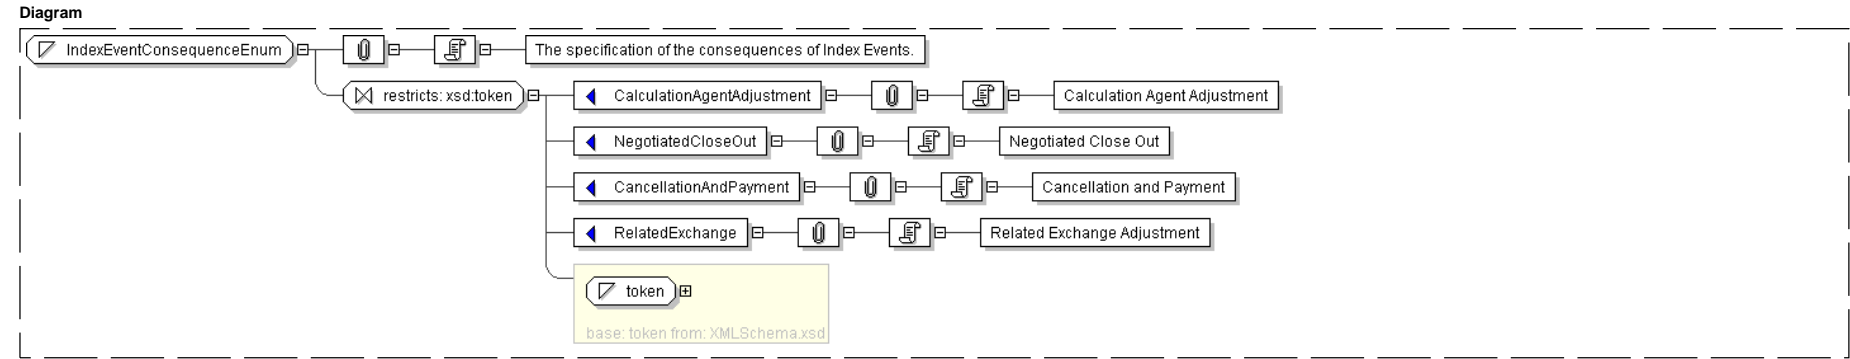 Diagram
IndexEventConsequenceEnum
The specification of the consequences of Index Events.
restricts: xsd:token
CalculationAgentAdjustment
Calculation Agent Adjustment
NegotiatedCloseOut
Negotiated Close Out
CancellationAndPayment
Cancellation and Payment
RelatedExchange
Related Exchange Adjustment
token
base: token from: XMLSchema.xsd